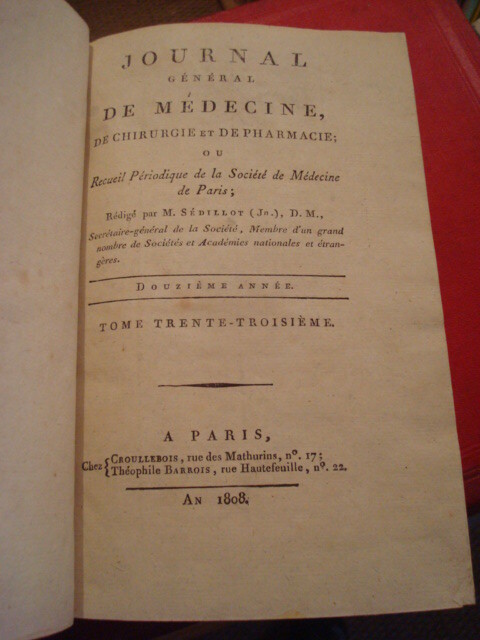 JOURNAL
GÉNÉRAL
DE MÉDECINE,
DE CHIRURGIE ET DE PHARMACIE;
OU
Recueil Périodique de la Société de Médecine
de Paris;
Rédigé par M. SÉDILLOT (Jn.), D. M.,
Secrétaire-général de la Société, Membre d'un grand
nombre de Sociétés et Académies nationales et étran-
gères.
DOUZIÈME ANNÉE.
TOME TRENTE-TROISIÈME.
A PARIS,
Chez { CROULLEBOIS, rue des Mathurins, nº. 17;
Théophile BARROIS, rue Hautefeuille, nº. 22.
AN 1808.